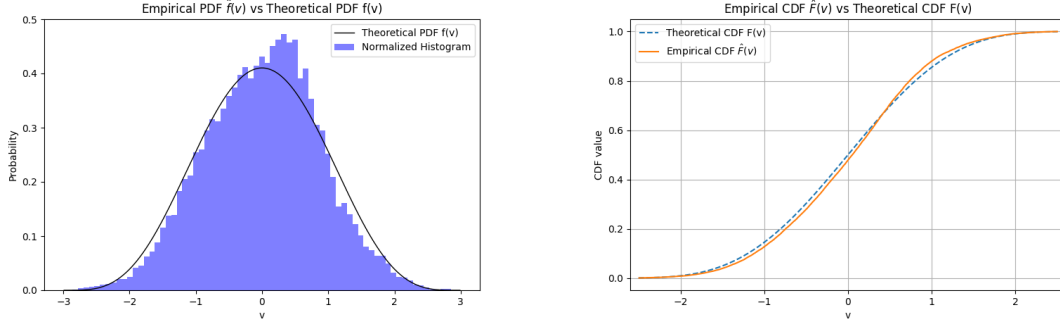 Empirical PDF f̂(v) vs Theoretical PDF f(v)
Theoretical PDF f(v)
Normalized Histogram
Probability
0.5
0.4
0.3
0.2
0.1
0.0
−3
−2
−1
0
1
2
3
v
Empirical CDF F̂(v) vs Theoretical CDF F(v)
Theoretical CDF F(v)
Empirical CDF F̂(v)
CDF value
1.0
0.8
0.6
0.4
0.2
0.0
−2
−1
0
1
2
v